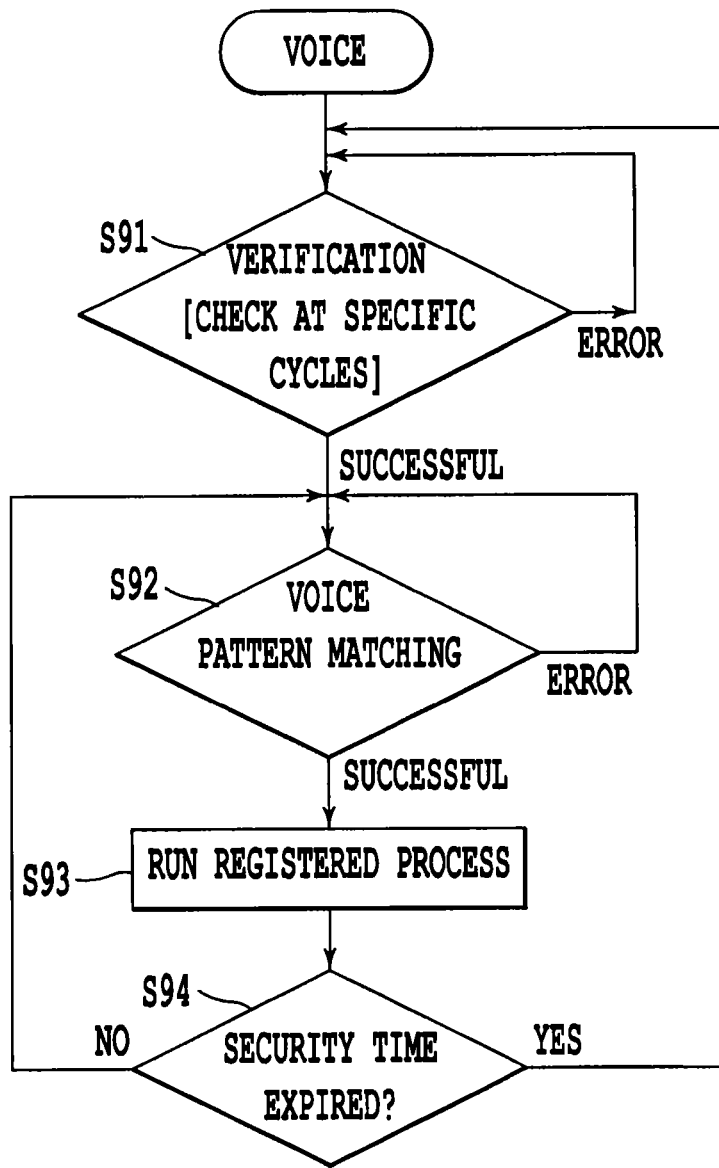 VOICE
S91
VERIFICATION
[CHECK AT SPECIFIC
CYCLES]
ERROR
SUCCESSFUL
S92
VOICE
PATTERN MATCHING
ERROR
SUCCESSFUL
S93
RUN REGISTERED PROCESS
S94
NO
SECURITY TIME
EXPIRED?
YES